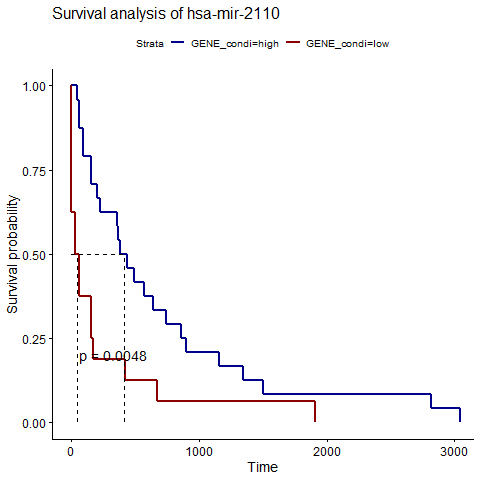 Survival analysis of hsa-mir-2110
Strata GENE_condi=high GENE_condi=low
Survival probability
1.00
0.75
0.50
0.25
0.00
p = 0.0048
0 1000 2000 3000
Time